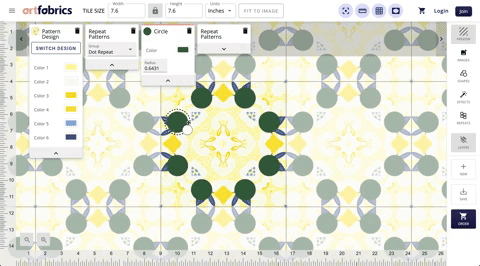 artfabrics
TILE SIZE
Width
7.6
Height
7.6
Units
Inches
FIT TO IMAGE
Login
Join
Pattern Design
SWITCH DESIGN
Color 1
Color 2
Color 3
Color 4
Color 5
Color 6
Repeat Patterns
Group
Dot Repeat
Circle
Color
Radius
0.6431
Repeat Patterns
IMAGES
SHAPES
EFFECTS
REPEATS
LAYERS
NEW
SAVE
ORDER
1 2 3 4 5 6 7 8 9 10 11 12 13 14
1 2 3 4 5 6 7 8 9 10 11 12 13 14 15 16 17 18 19 20 21 22 23 24 25 26